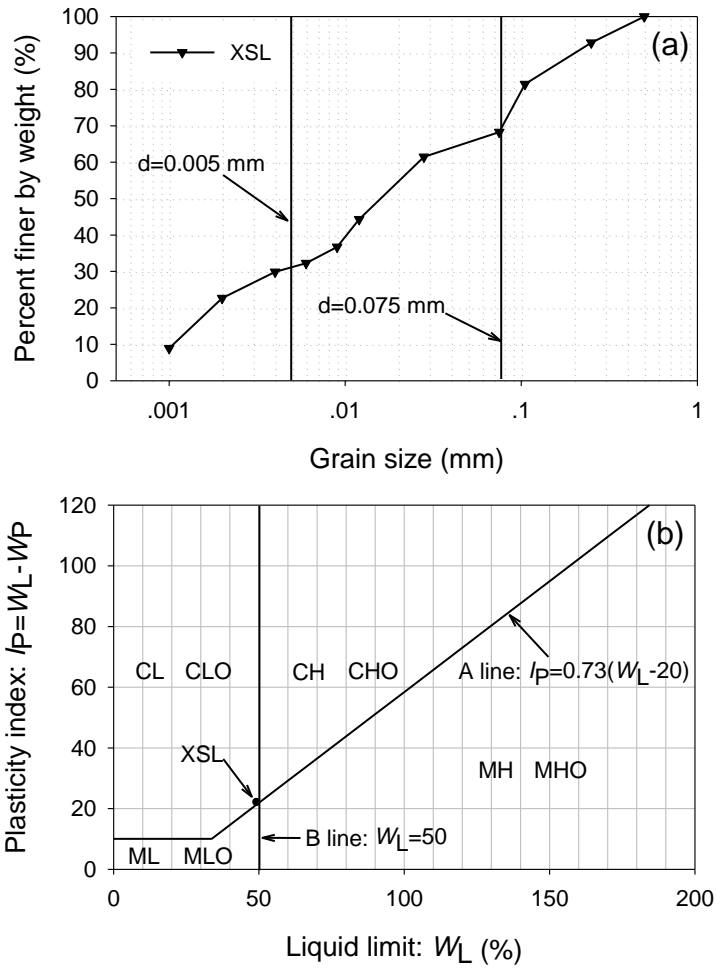 (a)
XSL
Percent finer by weight (%)
100
90
80
70
60
50
40
30
20
10
0
d=0.005 mm
d=0.075 mm
.001 .01 .1 1
Grain size (mm)
(b)
Plasticity index: IP=WL-WP
120
100
80
60
40
20
0
CL CLO CH CHO
A line: IP=0.73(WL-20)
XSL
MH MHO
ML MLO
B line: WL=50
0 50 100 150 200
Liquid limit: WL (%)